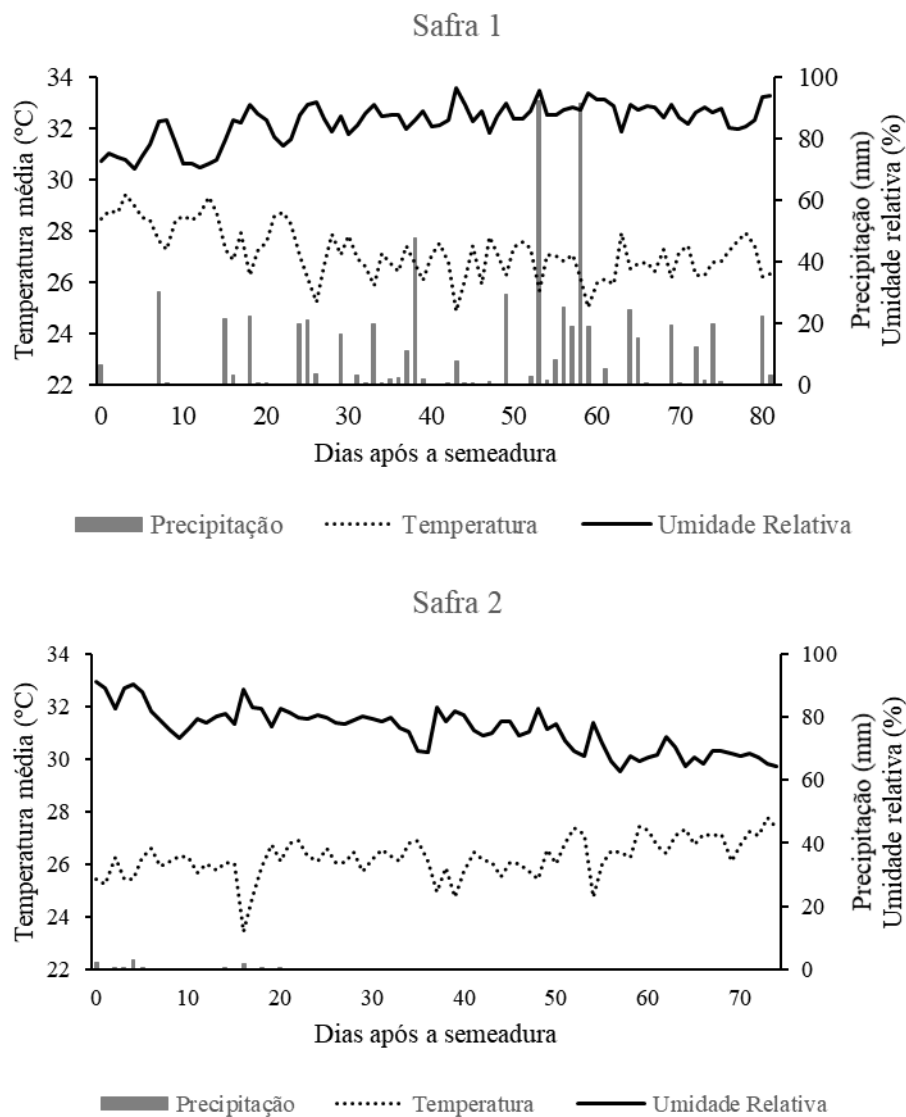 Safra 1
Temperatura média (°C)
34
32
30
28
26
24
22
100
80
60
40
20
0
Precipitação (mm)
Umidade relativa (%)
0 10 20 30 40 50 60 70 80
Dias após a semeadura
Precipitação Temperatura Umidade Relativa
Safra 2
Temperatura média (°C)
34
32
30
28
26
24
22
100
80
60
40
20
0
Precipitação (mm)
Umidade relativa (%)
0 10 20 30 40 50 60 70
Dias após a semeadura
Precipitação Temperatura Umidade Relativa